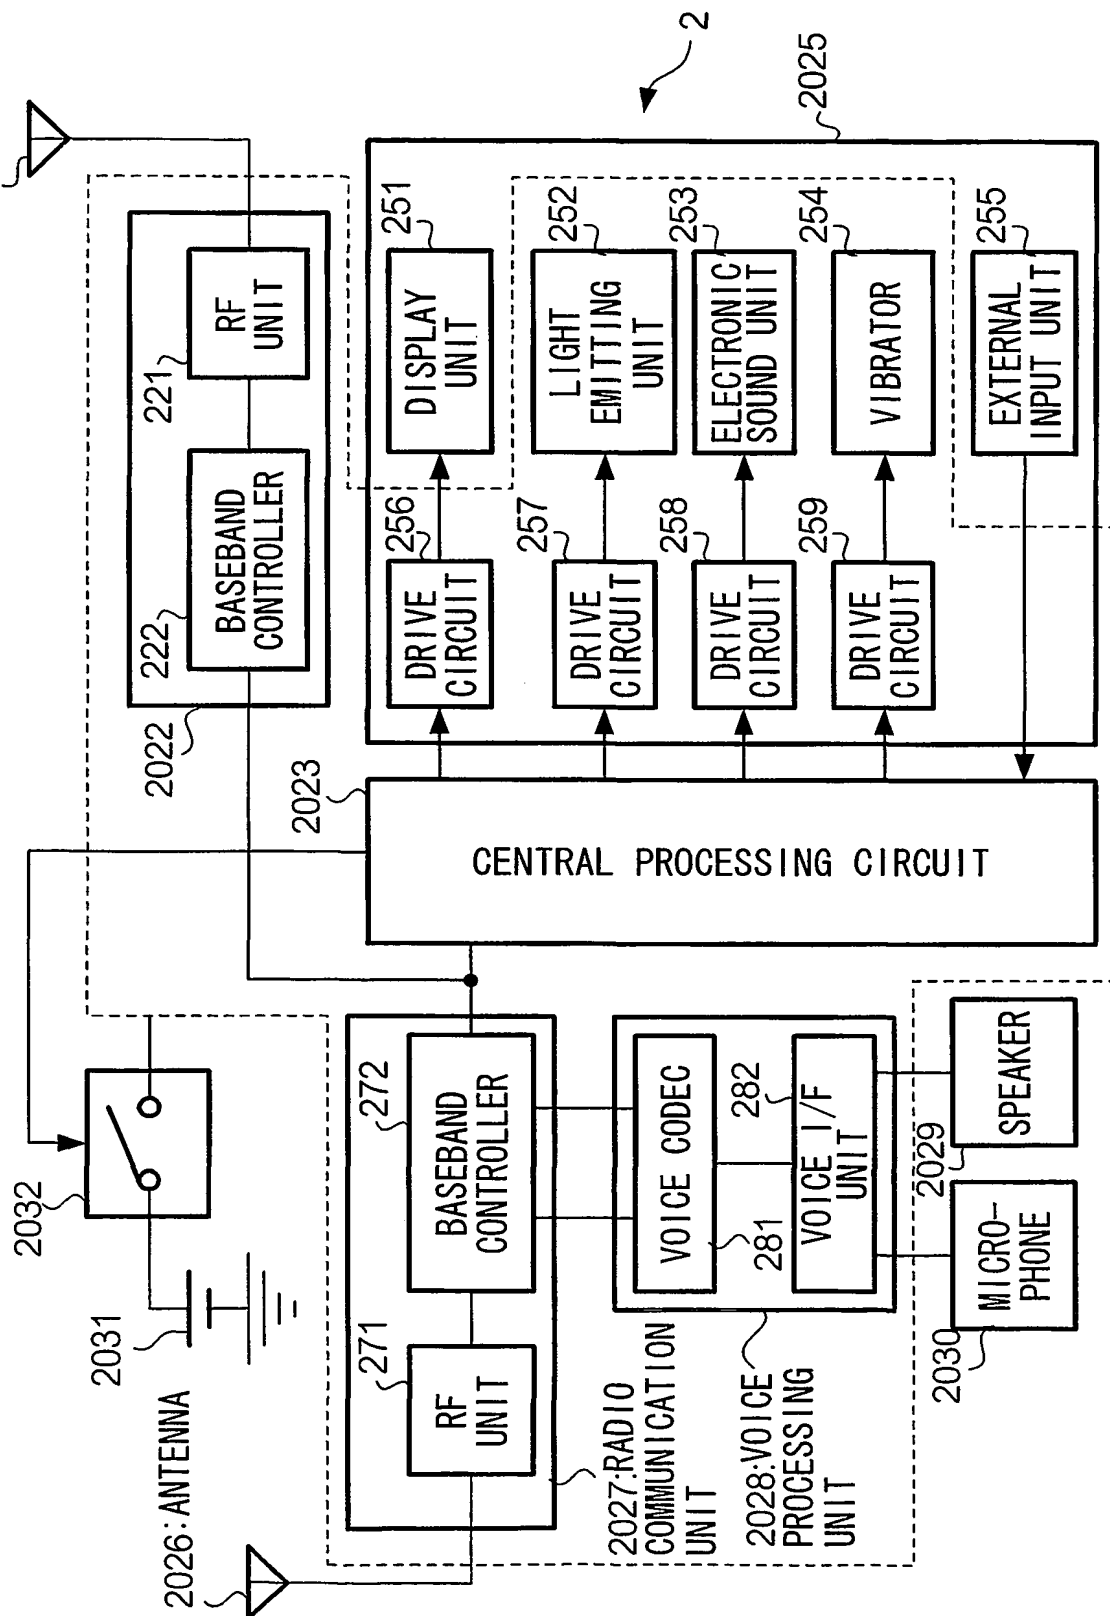 2026:ANTENNA
2031
2032
2022
222
BASEBAND
CONTROLLER
221
RF
UNIT
271
RF
UNIT
272
BASEBAND
CONTROLLER
2027:RADIO
COMMUNICATION
UNIT
2028:VOICE
PROCESSING
UNIT
VOICE CODEC
281
282
VOICE I/F
UNIT
2030
MICRO-
PHONE
2029
SPEAKER
2023
CENTRAL PROCESSING CIRCUIT
256
DRIVE
CIRCUIT
257
DRIVE
CIRCUIT
258
DRIVE
CIRCUIT
259
DRIVE
CIRCUIT
251
DISPLAY
UNIT
252
LIGHT
EMITTING
UNIT
253
ELECTRONIC
SOUND UNIT
254
VIBRATOR
255
EXTERNAL
INPUT UNIT
2025
2